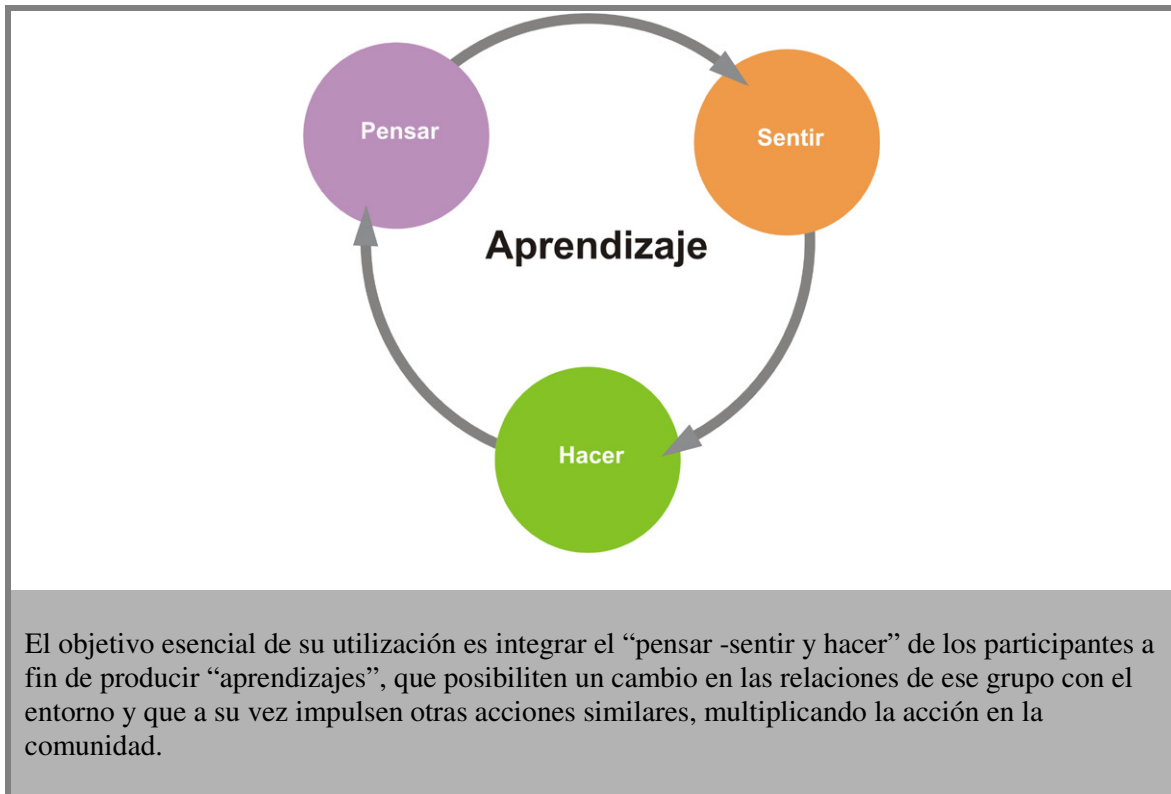 Pensar
Sentir
Aprendizaje
Hacer
El objetivo esencial de su utilización es integrar el “pensar -sentir y hacer” de los participantes a
fin de producir “aprendizajes”, que posibiliten un cambio en las relaciones de ese grupo con el
entorno y que a su vez impulsen otras acciones similares, multiplicando la acción en la
comunidad.